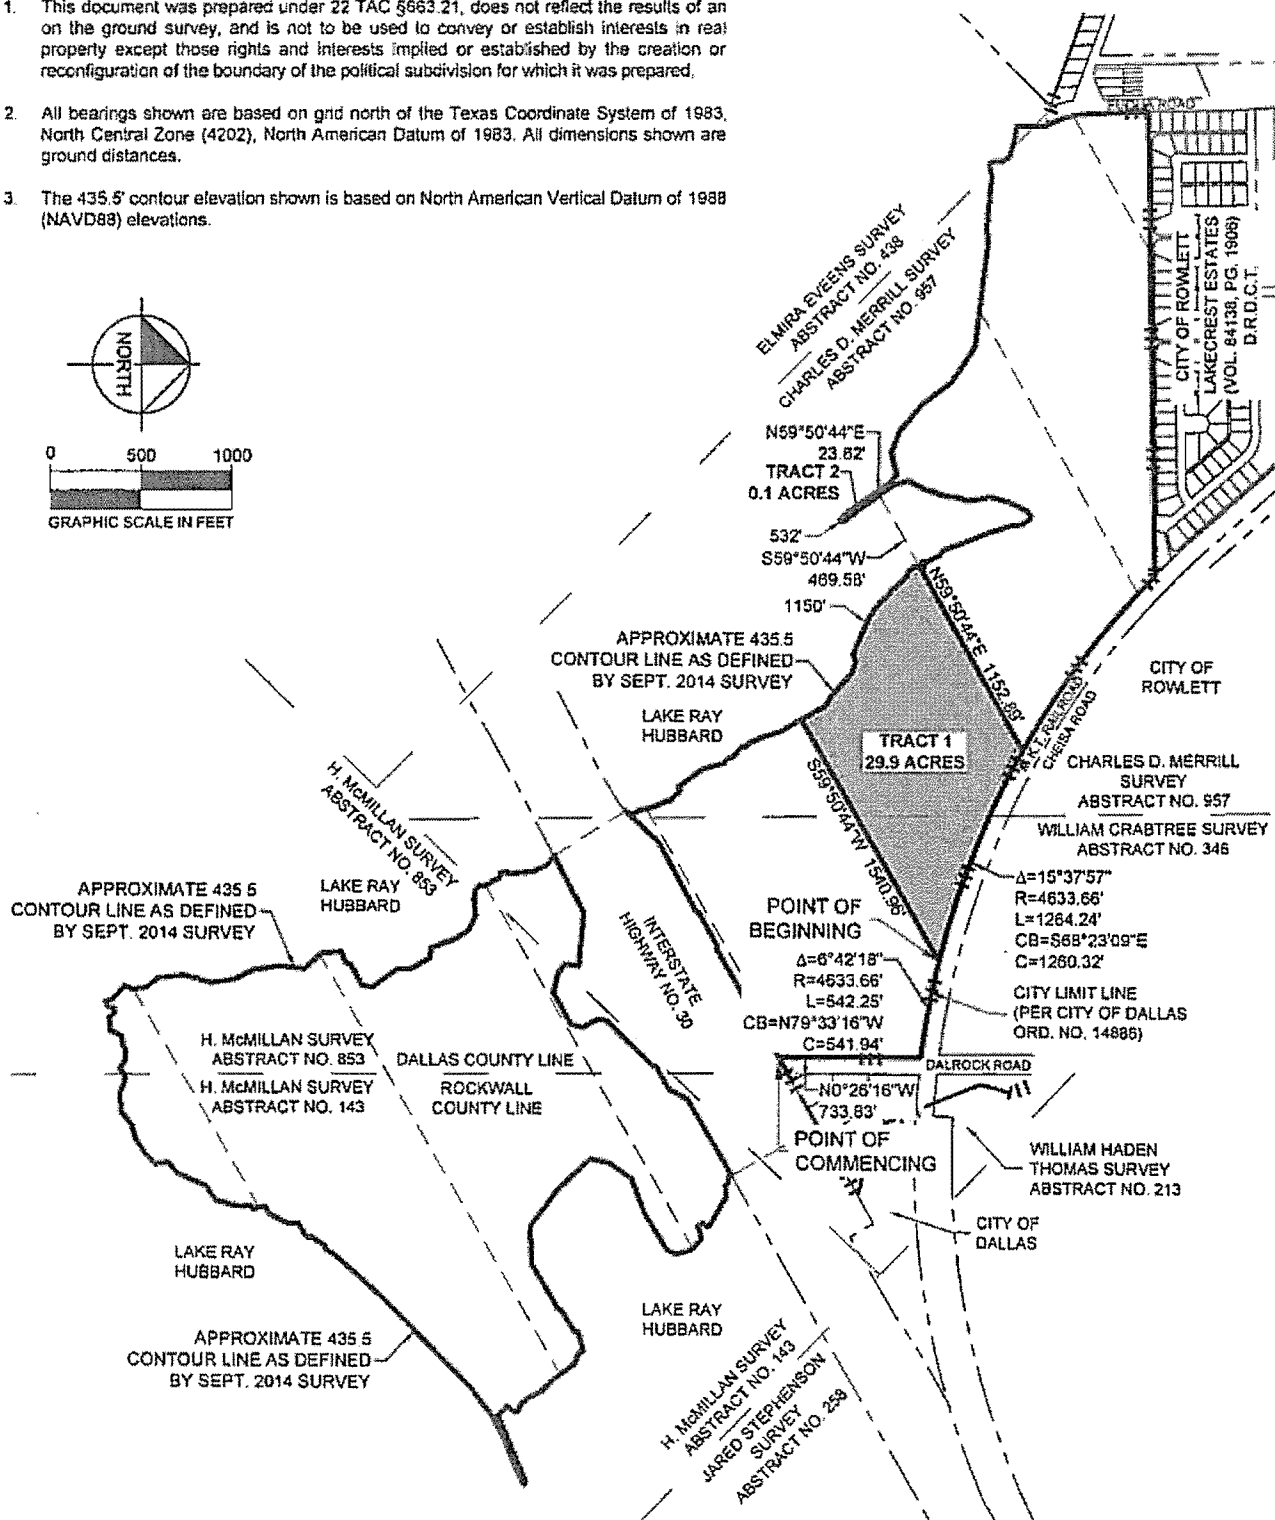 1. This document was prepared under 22 TAC §663.21, does not reflect the results of an
on the ground survey, and is not to be used to convey or establish interests in real
property except those rights and interests implied or established by the creation or
reconfiguration of the boundary of the political subdivision for which it was prepared.
2. All bearings shown are based on grid north of the Texas Coordinate System of 1983,
North Central Zone (4202), North American Datum of 1983. All dimensions shown are
ground distances.
3. The 435.5' contour elevation shown is based on North American Vertical Datum of 1988
(NAVD88) elevations.
NORTH
0 500 1000
GRAPHIC SCALE IN FEET
ROAD
CITY OF ROWLETT
LAKECREST ESTATES
(VOL. 84138, PG. 1906)
D.R.D.C.T.
ELMIRA EVEENS SURVEY
ABSTRACT NO. 438
CHARLES D. MERRILL SURVEY
ABSTRACT NO. 957
N59°50'44"E
23.82'
TRACT 2
0.1 ACRES
532'
S59°50'44"W
469.58'
1150'
APPROXIMATE 435.5
CONTOUR LINE AS DEFINED
BY SEPT. 2014 SURVEY
LAKE RAY
HUBBARD
N59°50'44"E 1152.89'
TRACT 1
29.9 ACRES
S59°50'44"W 1540.96'
M.K.T. RAILROAD
CHEISA ROAD
CITY OF
ROWLETT
CHARLES D. MERRILL
SURVEY
ABSTRACT NO. 957
WILLIAM CRABTREE SURVEY
ABSTRACT NO. 346
H. McMILLAN SURVEY
ABSTRACT NO. 853
APPROXIMATE 435.5
CONTOUR LINE AS DEFINED
BY SEPT. 2014 SURVEY
LAKE RAY
HUBBARD
INTERSTATE
HIGHWAY NO. 30
POINT OF
BEGINNING
Δ=6°42'18"
R=4633.66'
L=542.25'
CB=N79°33'16"W
C=541.94'
Δ=15°37'57"
R=4633.66'
L=1264.24'
CB=S68°23'09"E
C=1260.32'
CITY LIMIT LINE
(PER CITY OF DALLAS
ORD. NO. 14886)
H. McMILLAN SURVEY
ABSTRACT NO. 853
DALLAS COUNTY LINE
H. McMILLAN SURVEY
ABSTRACT NO. 143
ROCKWALL
COUNTY LINE
DALROCK ROAD
N0°26'16"W
733.83'
POINT OF
COMMENCING
WILLIAM HADEN
THOMAS SURVEY
ABSTRACT NO. 213
CITY OF
DALLAS
LAKE RAY
HUBBARD
LAKE RAY
HUBBARD
APPROXIMATE 435.5
CONTOUR LINE AS DEFINED
BY SEPT. 2014 SURVEY
H. McMILLAN SURVEY
ABSTRACT NO. 143
JARED STEPHENSON
SURVEY
ABSTRACT NO. 258